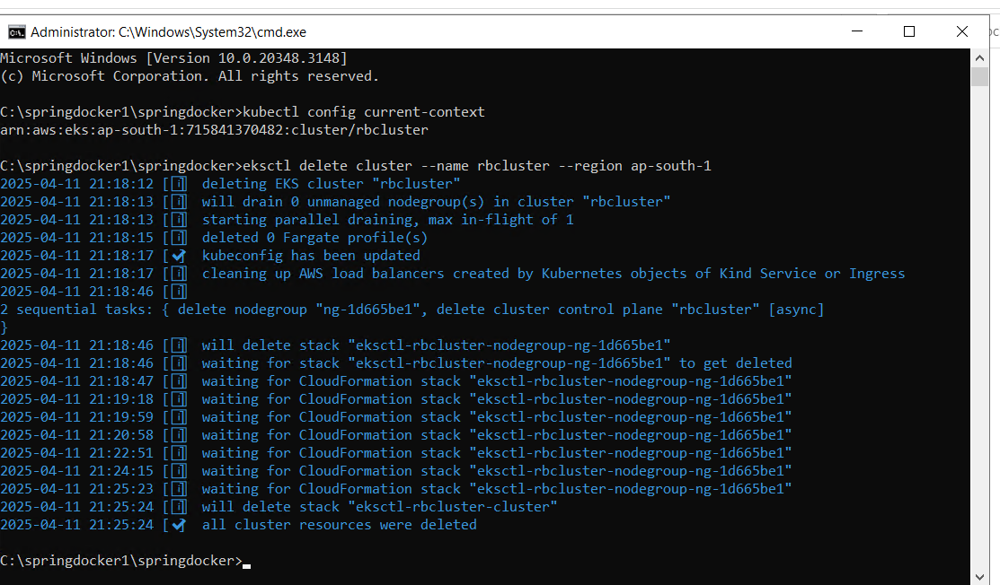 Administrator: C:\Windows\System32\cmd.exe
Microsoft Windows [Version 10.0.20348.3148]
(c) Microsoft Corporation. All rights reserved.
C:\springdocker1\springdocker>kubectl config current-context
arn:aws:eks:ap-south-1:715841370482:cluster/rbcluster
C:\springdocker1\springdocker>eksctl delete cluster --name rbcluster --region ap-south-1
2025-04-11 21:18:12 [ℹ]  deleting EKS cluster "rbcluster"
2025-04-11 21:18:13 [ℹ]  will drain 0 unmanaged nodegroup(s) in cluster "rbcluster"
2025-04-11 21:18:13 [ℹ]  starting parallel draining, max in-flight of 1
2025-04-11 21:18:15 [ℹ]  deleted 0 Fargate profile(s)
2025-04-11 21:18:17 [✔  kubeconfig has been updated
2025-04-11 21:18:17 [ℹ]  cleaning up AWS load balancers created by Kubernetes objects of Kind Service or Ingress
2025-04-11 21:18:46 [ℹ]
2 sequential tasks: { delete nodegroup "ng-1d665be1", delete cluster control plane "rbcluster" [async]
}
2025-04-11 21:18:46 [ℹ]  will delete stack "eksctl-rbcluster-nodegroup-ng-1d665be1"
2025-04-11 21:18:46 [ℹ]  waiting for stack "eksctl-rbcluster-nodegroup-ng-1d665be1" to get deleted
2025-04-11 21:18:47 [ℹ]  waiting for CloudFormation stack "eksctl-rbcluster-nodegroup-ng-1d665be1"
2025-04-11 21:19:18 [ℹ]  waiting for CloudFormation stack "eksctl-rbcluster-nodegroup-ng-1d665be1"
2025-04-11 21:19:59 [ℹ]  waiting for CloudFormation stack "eksctl-rbcluster-nodegroup-ng-1d665be1"
2025-04-11 21:20:58 [ℹ]  waiting for CloudFormation stack "eksctl-rbcluster-nodegroup-ng-1d665be1"
2025-04-11 21:22:51 [ℹ]  waiting for CloudFormation stack "eksctl-rbcluster-nodegroup-ng-1d665be1"
2025-04-11 21:24:15 [ℹ]  waiting for CloudFormation stack "eksctl-rbcluster-nodegroup-ng-1d665be1"
2025-04-11 21:25:23 [ℹ]  waiting for CloudFormation stack "eksctl-rbcluster-nodegroup-ng-1d665be1"
2025-04-11 21:25:24 [ℹ]  will delete stack "eksctl-rbcluster-cluster"
2025-04-11 21:25:24 [✔  all cluster resources were deleted
C:\springdocker1\springdocker>